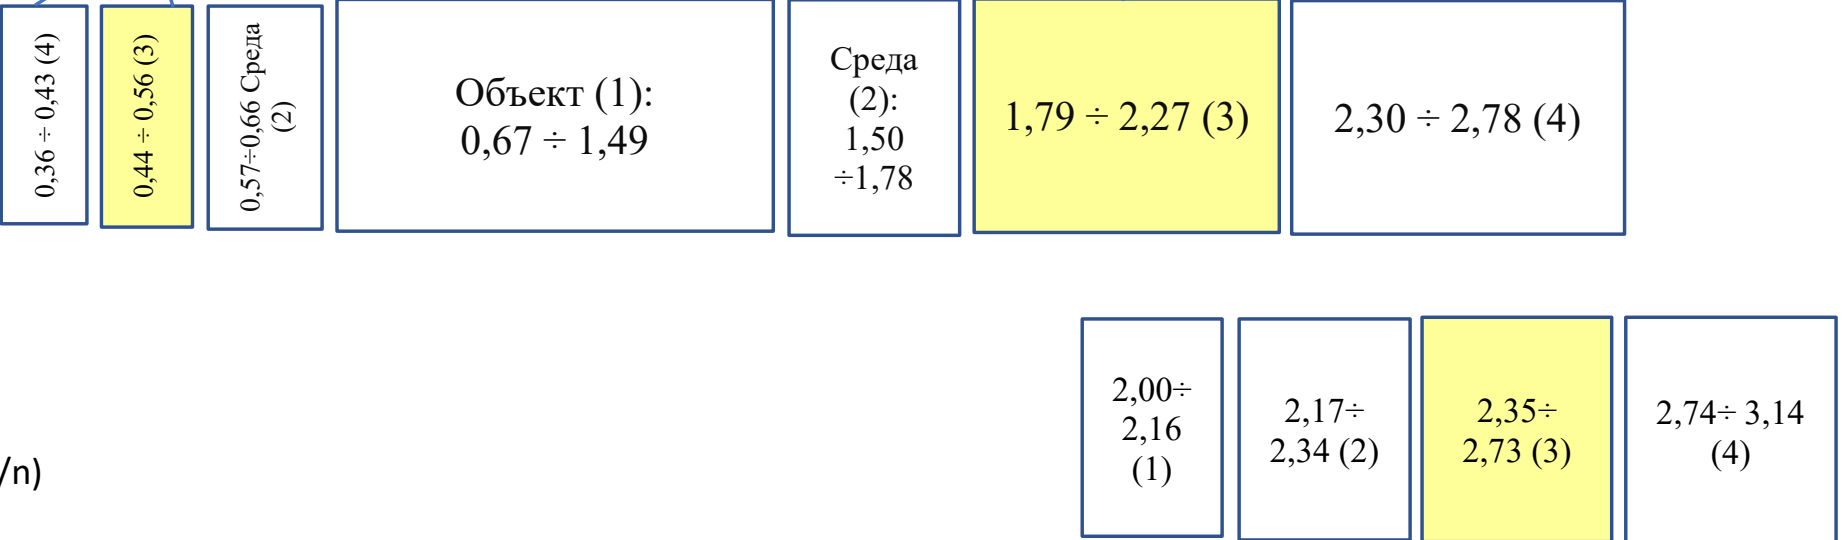 0,36 ÷ 0,43 (4)
0,44 ÷ 0,56 (3)
0,57÷0,66 Среда
(2)
Объект (1):
0,67 ÷ 1,49
Среда
(2):
1,50
÷1,78
1,79 ÷ 2,27 (3)
2,30 ÷ 2,78 (4)
2,00÷
2,16
(1)
2,17÷
2,34 (2)
2,35÷
2,73 (3)
2,74÷ 3,14
(4)
/n)